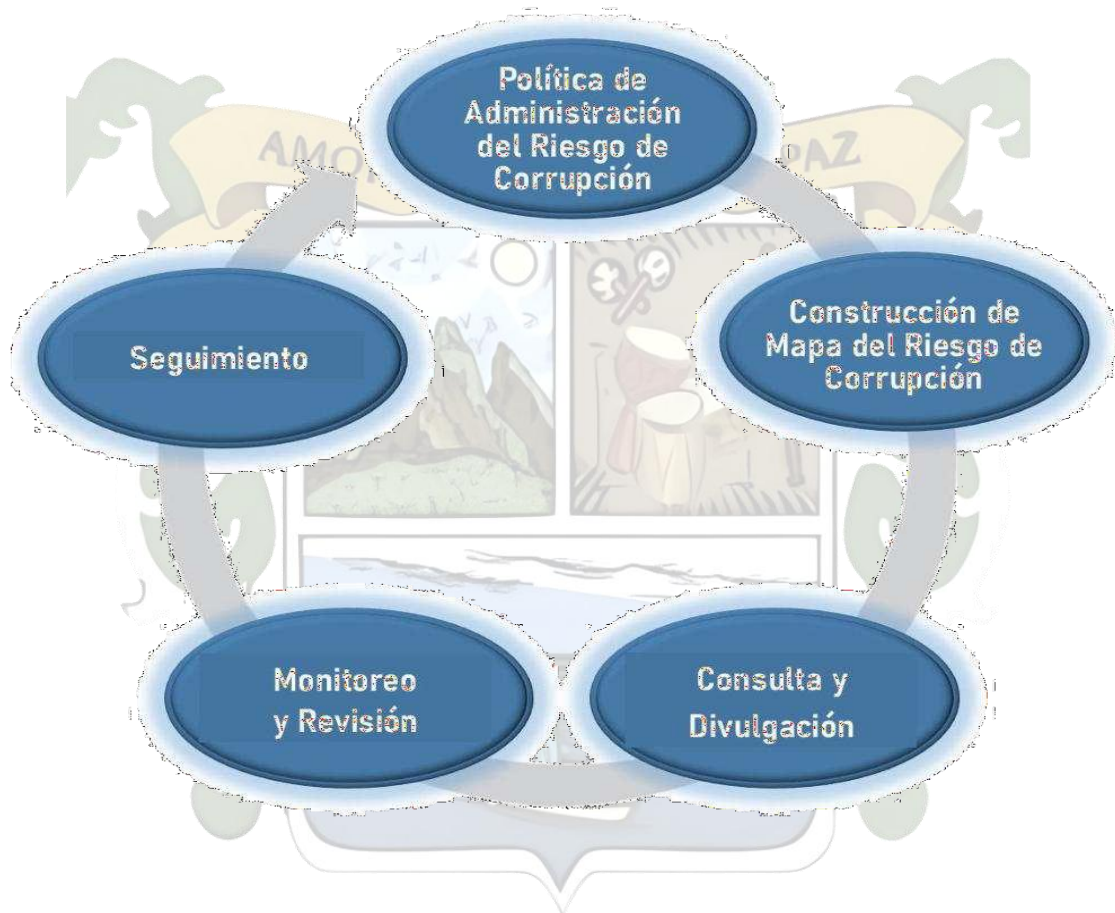 Política de
Administración
del Riesgo de
Corrupción
PAZ
Construcción de
Mapa del Riesgo de
Corrupción
Seguimiento
Monitoreo
y Revisión
Consulta y
Divulgación